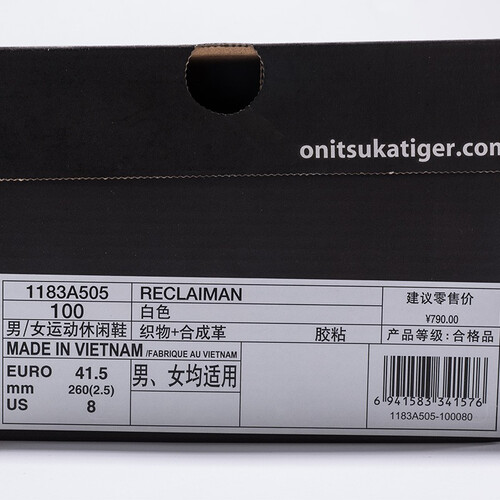 onitsukatiger.com
1183A505 RECLAIMAN 建议零售价
100 白色 ¥790.00
男/女运动休闲鞋 织物+合成革 胶粘 产品等级:合格品
MADE IN VIETNAM /FABRIQUE AU VIETNAM
EURO 41.5 男、女均适用
mm 260(2.5)
US 8
6 941583 341576
1183A505-100080